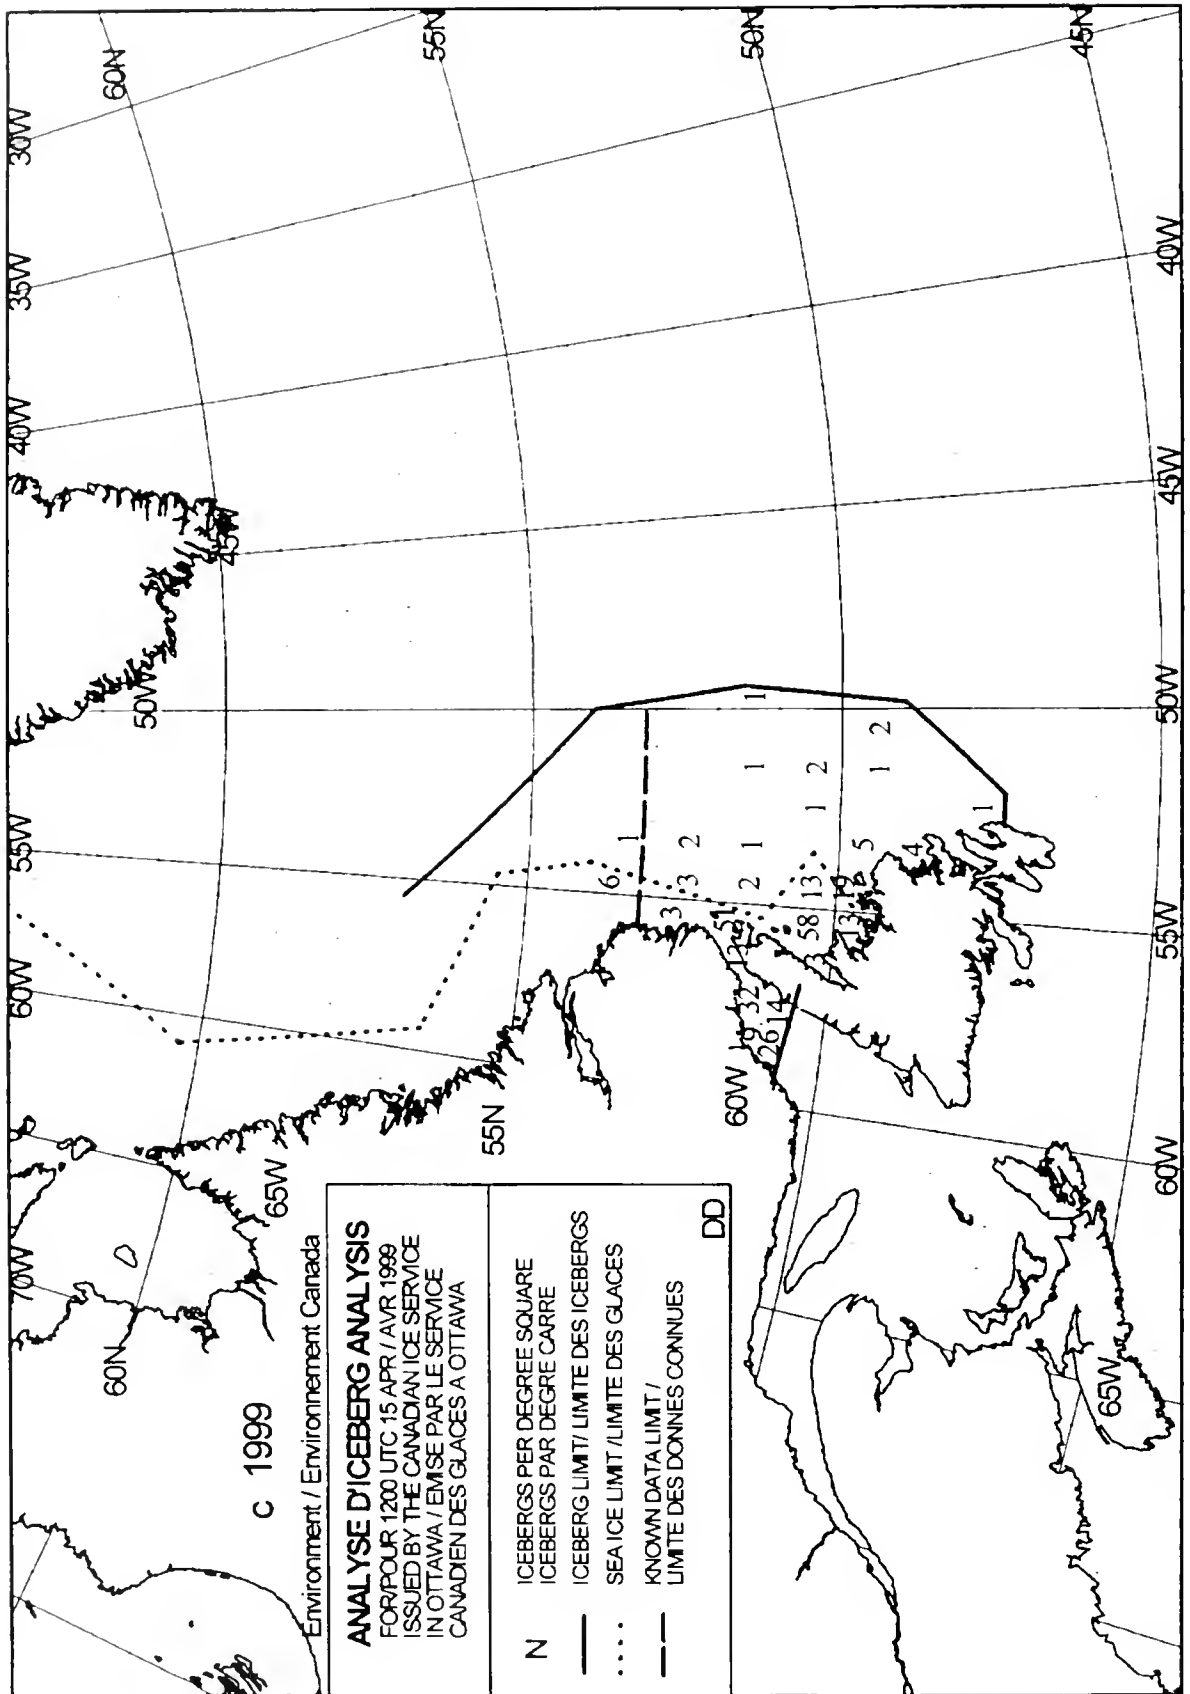 c 1999
Environment / Environnement Canada
ANALYSE D'ICEBERG ANALYSIS
FOR/POUR 1200 UTC 15 APR / AVR 1999
ISSUED BY THE CANADIAN ICE SERVICE
IN OTTAWA / EMISE PAR LE SERVICE
CANADIEN DES GLACES A OTTAWA
N
ICEBERGS PER DEGREE SQUARE
ICEBERGS PAR DEGRE CARRE
ICEBERG LIMIT/ LIMITE DES ICEBERGS
SEA ICE LIMIT / LIMITE DES GLACES
KNOWN DATA LIMIT /
LIMITE DES DONNES CONNUES
DD
70W
60W
55W
40W
35W
30W
60N
65W
50W
45W
60N
55N
55N
60W
50N
65W
60W
55W
50W
45W
40W
45N
6
1
3
3
2
51
2
1
1
1
32
19
14
26
3
58
13
1
2
13
19
5
1
2
4
1